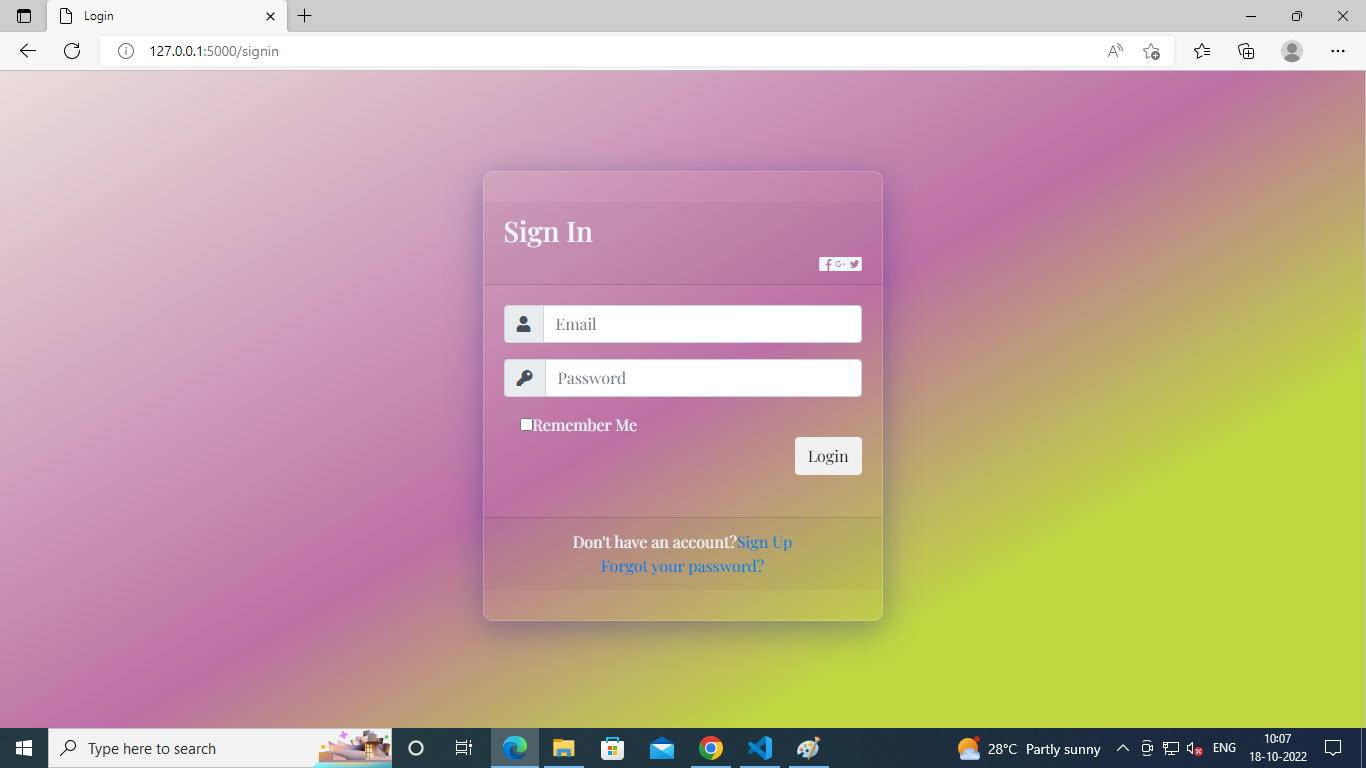 Login
127.0.0.1:5000/signin
Sign In
Email
Password
Remember Me
Login
Don't have an account?Sign Up
Forgot your password?
Type here to search
28°C Partly sunny
ENG
10:07
18-10-2022